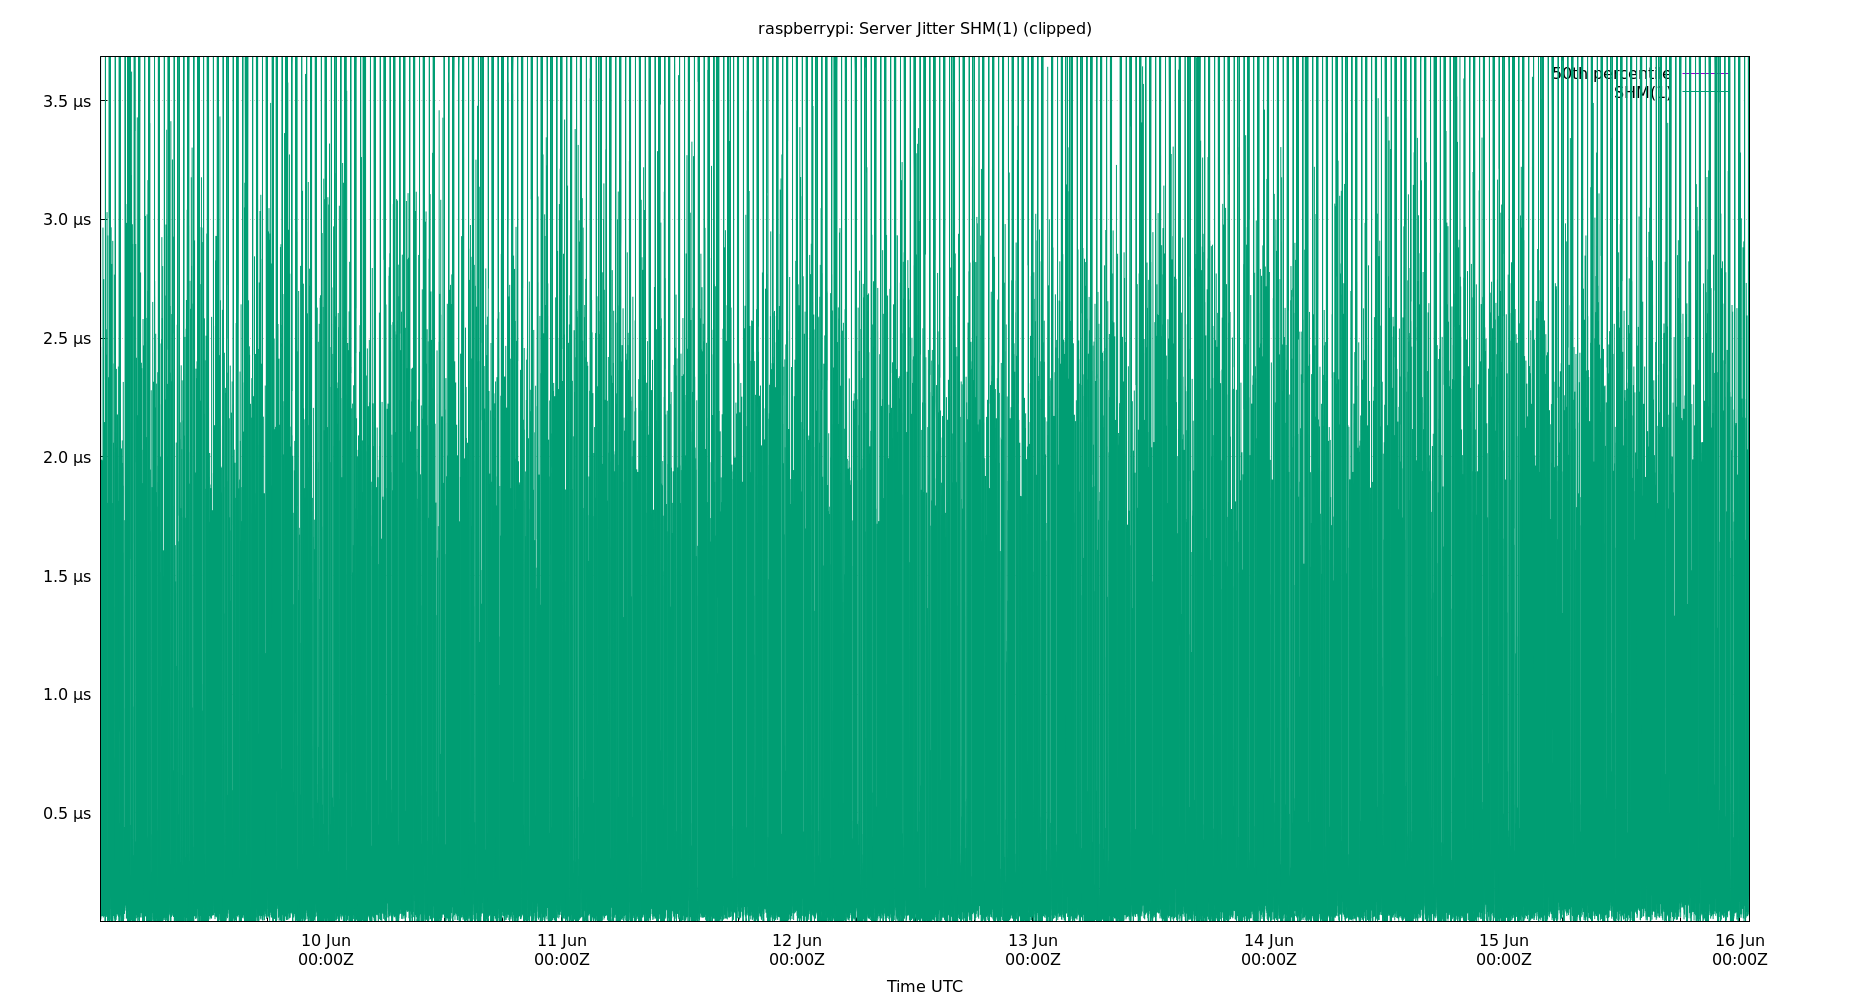 raspberrypi: Server Jitter SHM(1) (clipped)
50th percentile
SHM(1)
3.5 µs
3.0 µs
2.5 µs
2.0 µs
1.5 µs
1.0 µs
0.5 µs
10 Jun 11 Jun 12 Jun 13 Jun 14 Jun 15 Jun 16 Jun
00:00Z 00:00Z 00:00Z 00:00Z 00:00Z 00:00Z 00:00Z
Time UTC